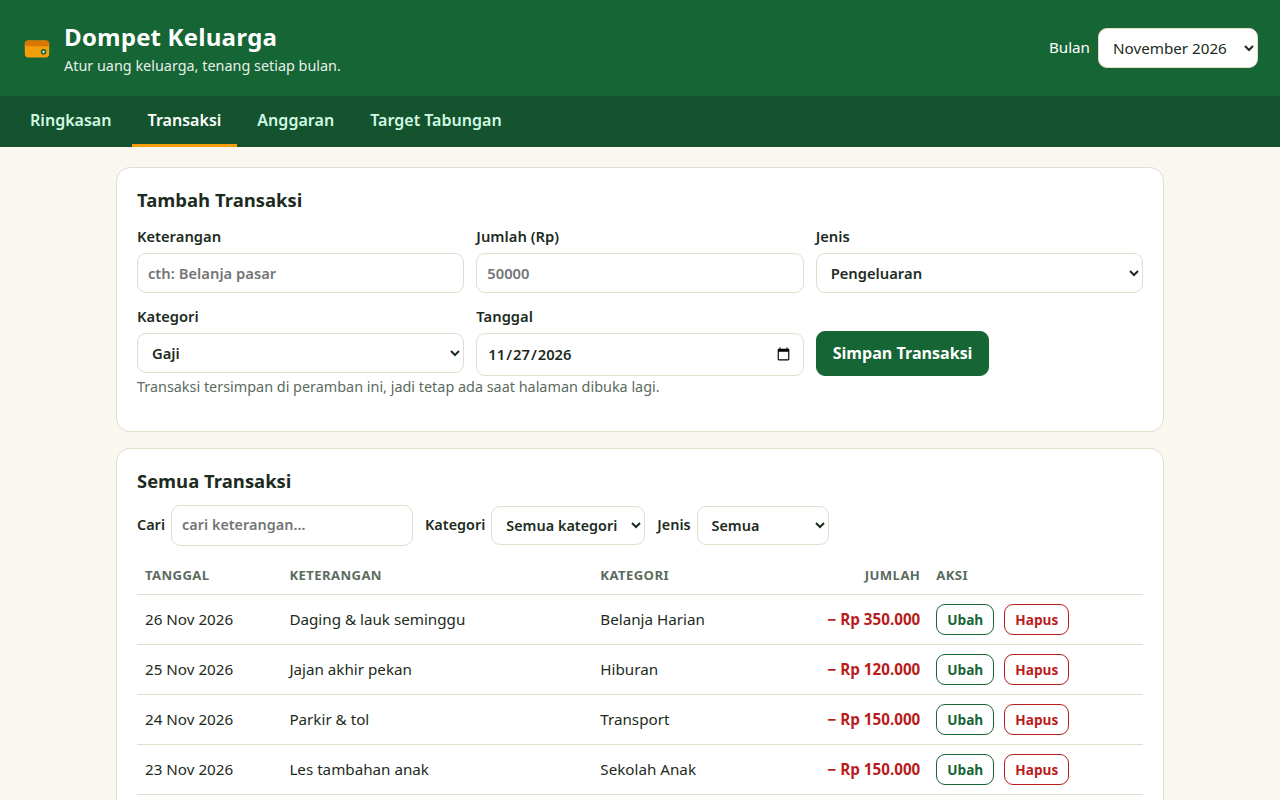 Dompet Keluarga
Atur uang keluarga, tenang setiap bulan.
Bulan November 2026
Ringkasan Transaksi Anggaran Target Tabungan
Tambah Transaksi
Keterangan Jumlah (Rp) Jenis
cth: Belanja pasar 50000 Pengeluaran
Kategori Tanggal
Gaji 11/27/2026 Simpan Transaksi
Transaksi tersimpan di peramban ini, jadi tetap ada saat halaman dibuka lagi.
Semua Transaksi
Cari cari keterangan... Kategori Semua kategori Jenis Semua
TANGGAL KETERANGAN KATEGORI JUMLAH AKSI
26 Nov 2026 Daging & lauk seminggu Belanja Harian − Rp 350.000 Ubah Hapus
25 Nov 2026 Jajan akhir pekan Hiburan − Rp 120.000 Ubah Hapus
24 Nov 2026 Parkir & tol Transport − Rp 150.000 Ubah Hapus
23 Nov 2026 Les tambahan anak Sekolah Anak − Rp 150.000 Ubah Hapus